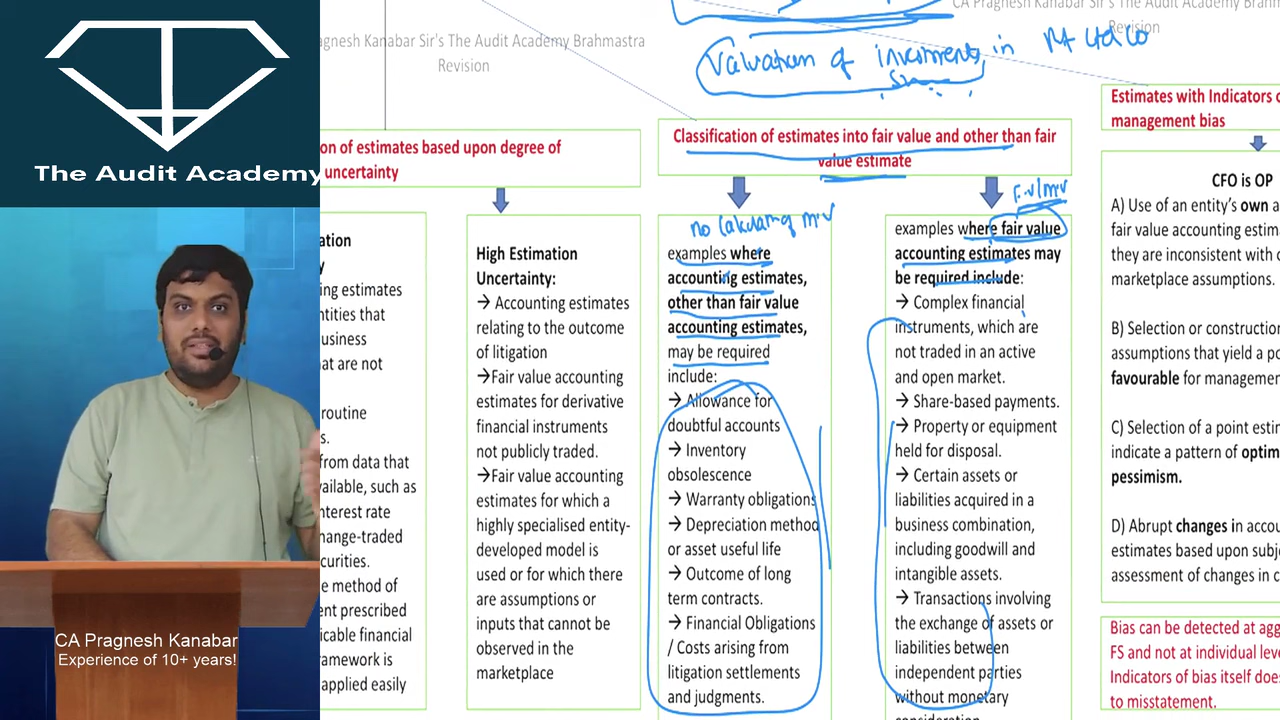 The Audit Academy
CA Pragnesh Kanabar
Experience of 10+ years!
agnesh Kanabar Sir's The Audit Academy Brahmastra
Revision
CA Pragnesh Kanabar Sir's The Audit Academy
Revision
Valuation of investments in
on of estimates based upon degree of
uncertainty
ation
y
ing estimates
ntities that
usiness
at are not
routine
s.
from data that
vailable, such as
nterest rate
hange-traded
curities.
e method of
ent prescribed
icable financial
ramework is
applied easily
High Estimation
Uncertainty:
→ Accounting estimates
relating to the outcome
of litigation
→Fair value accounting
estimates for derivative
financial instruments
not publicly traded.
→Fair value accounting
estimates for which a
highly specialised entity-
developed model is
used or for which there
are assumptions or
inputs that cannot be
observed in the
marketplace
Classification of estimates into fair value and other than fair
value estimate
no calculating m.v
examples where
accounting estimates,
other than fair value
accounting estimates,
may be required
include:
→ Allowance for
doubtful accounts
→ Inventory
obsolescence
→ Warranty obligations
→ Depreciation method
or asset useful life
→ Outcome of long
term contracts.
→ Financial Obligations
/ Costs arising from
litigation settlements
and judgments.
F.v/m.v
examples where fair value
accounting estimates may
be required include:
→ Complex financial
instruments, which are
not traded in an active
and open market.
→ Share-based payments.
→ Property or equipment
held for disposal.
→ Certain assets or
liabilities acquired in a
business combination,
including goodwill and
intangible assets.
→ Transactions involving
the exchange of assets or
liabilities between
independent parties
without monetary
Estimates with Indicators o
management bias
CFO is OP
A) Use of an entity's own a
fair value accounting estim
they are inconsistent with o
marketplace assumptions.
B) Selection or construction
assumptions that yield a po
favourable for manageme
C) Selection of a point estim
indicate a pattern of optim
pessimism.
D) Abrupt changes in accou
estimates based upon subje
assessment of changes in c
Bias can be detected at agg
FS and not at individual leve
Indicators of bias itself does
to misstatement.